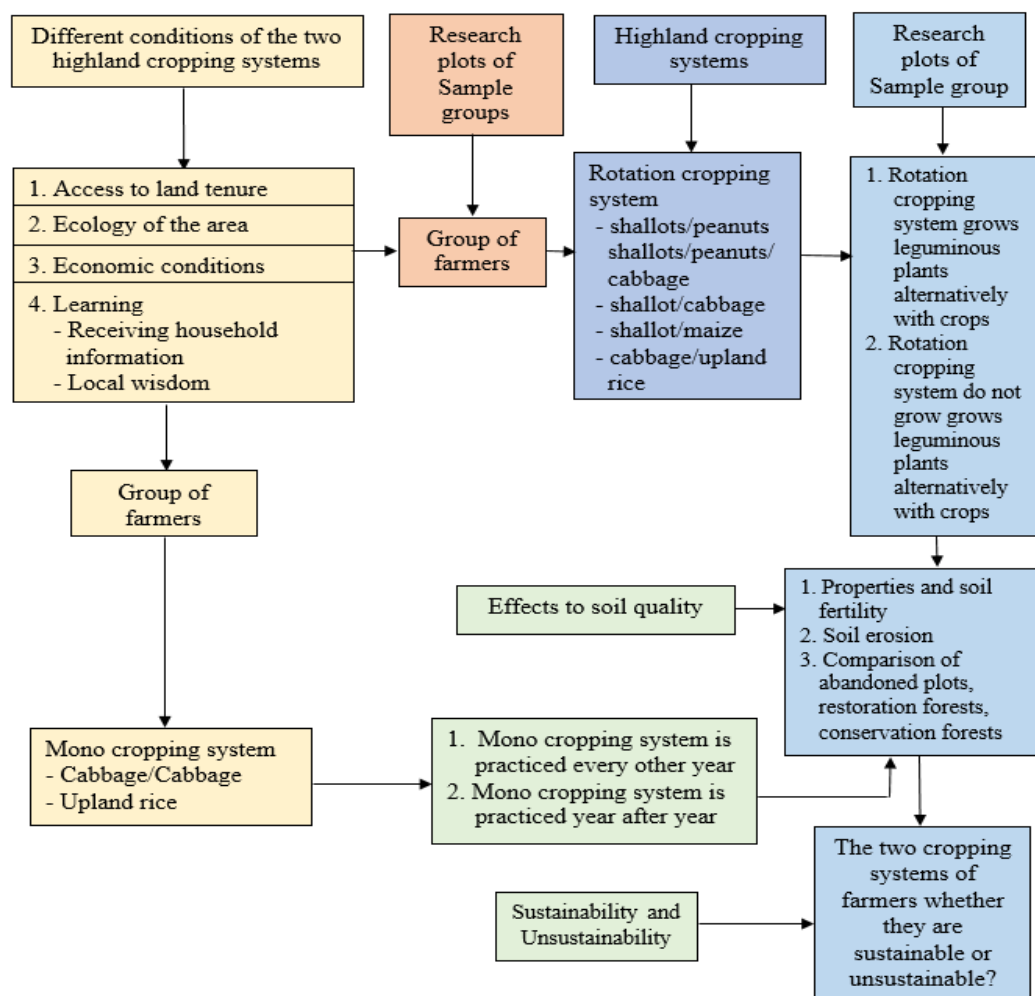 Different conditions of the two
highland cropping systems
Research
plots of
Sample
groups
Highland cropping
systems
Research
plots of
Sample group
1. Access to land tenure
2. Ecology of the area
3. Economic conditions
4. Learning
- Receiving household
information
- Local wisdom
Group of
farmers
Rotation cropping
system
- shallots/peanuts
shallots/peanuts/
cabbage
- shallot/cabbage
- shallot/maize
- cabbage/upland
rice
1. Rotation
cropping
system grows
leguminous
plants
alternatively
with crops
2. Rotation
cropping
system do not
grow grows
leguminous
plants
alternatively
with crops
Group of
farmers
Effects to soil quality
1. Properties and soil
fertility
2. Soil erosion
3. Comparison of
abandoned plots,
restoration forests,
conservation forests
Mono cropping system
- Cabbage/Cabbage
- Upland rice
1. Mono cropping system is
practiced every other year
2. Mono cropping system is
practiced year after year
Sustainability and
Unsustainability
The two cropping
systems of
farmers whether
they are
sustainable or
unsustainable?